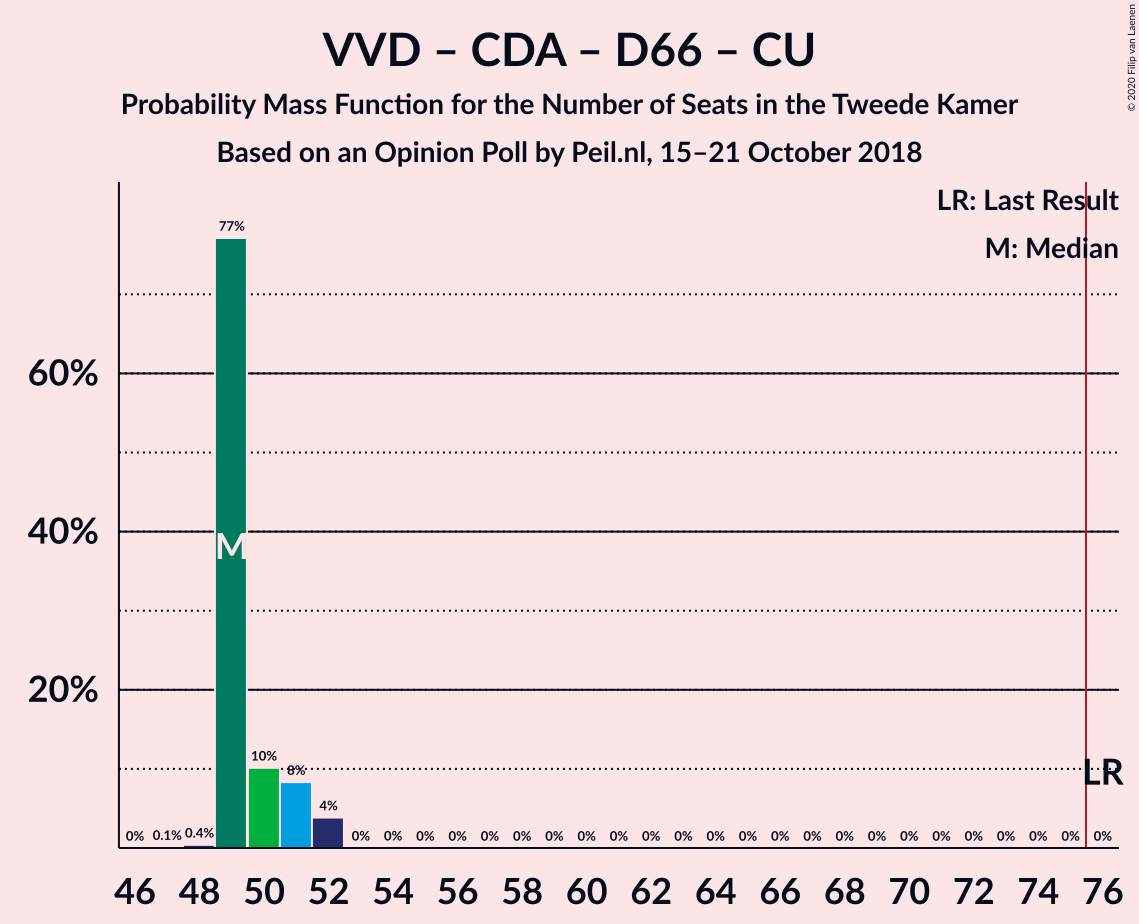 VVD – CDA – D66 – CU
Probability Mass Function for the Number of Seats in the Tweede Kamer
Based on an Opinion Poll by Peil.nl, 15–21 October 2018
© 2020 Filip van Laenen
LR: Last Result
M: Median
60%
40%
20%
77%
M
10%
8%
4%
LR
0% 0.1% 0.4% 0% 0% 0% 0% 0% 0% 0% 0% 0% 0% 0% 0% 0% 0% 0% 0% 0% 0% 0% 0% 0% 0% 0% 0%
46 48 50 52 54 56 58 60 62 64 66 68 70 72 74 76